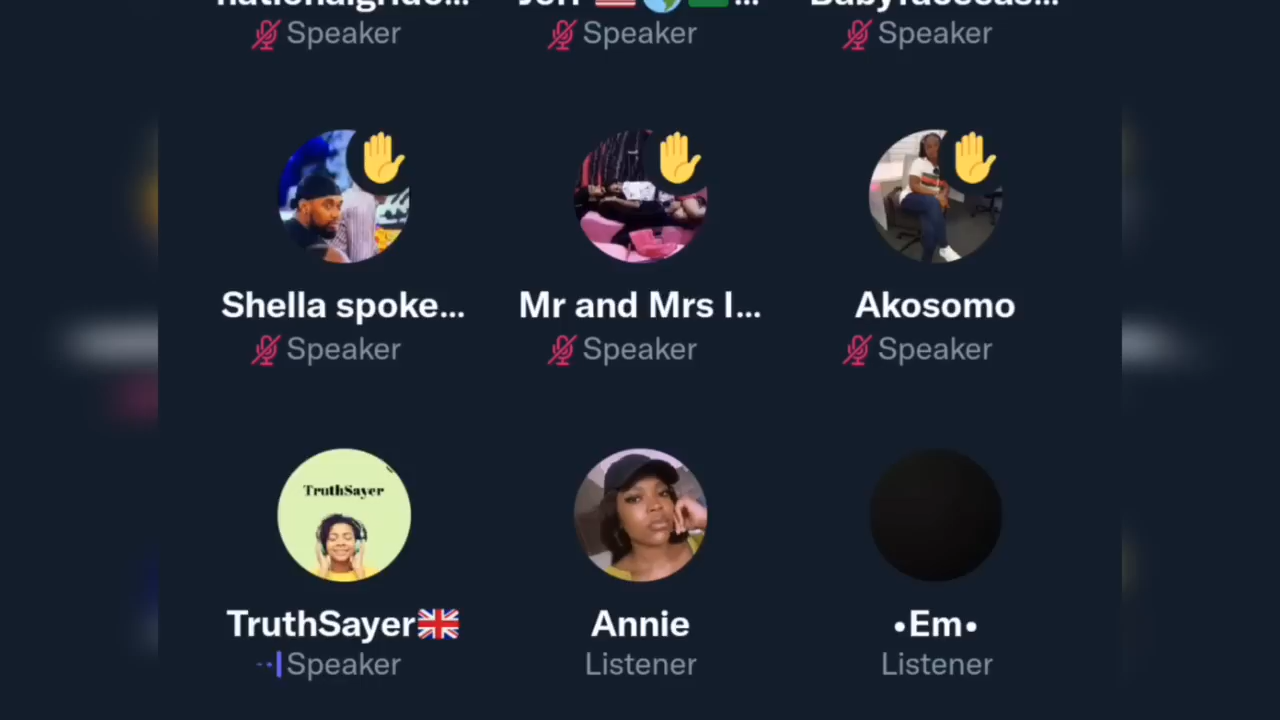 Speaker Speaker Speaker
Shella spoke... Mr and Mrs I... Akosomo
Speaker Speaker Speaker
TruthSayer
TruthSayer🇬🇧 Annie •Em•
Speaker Listener Listener